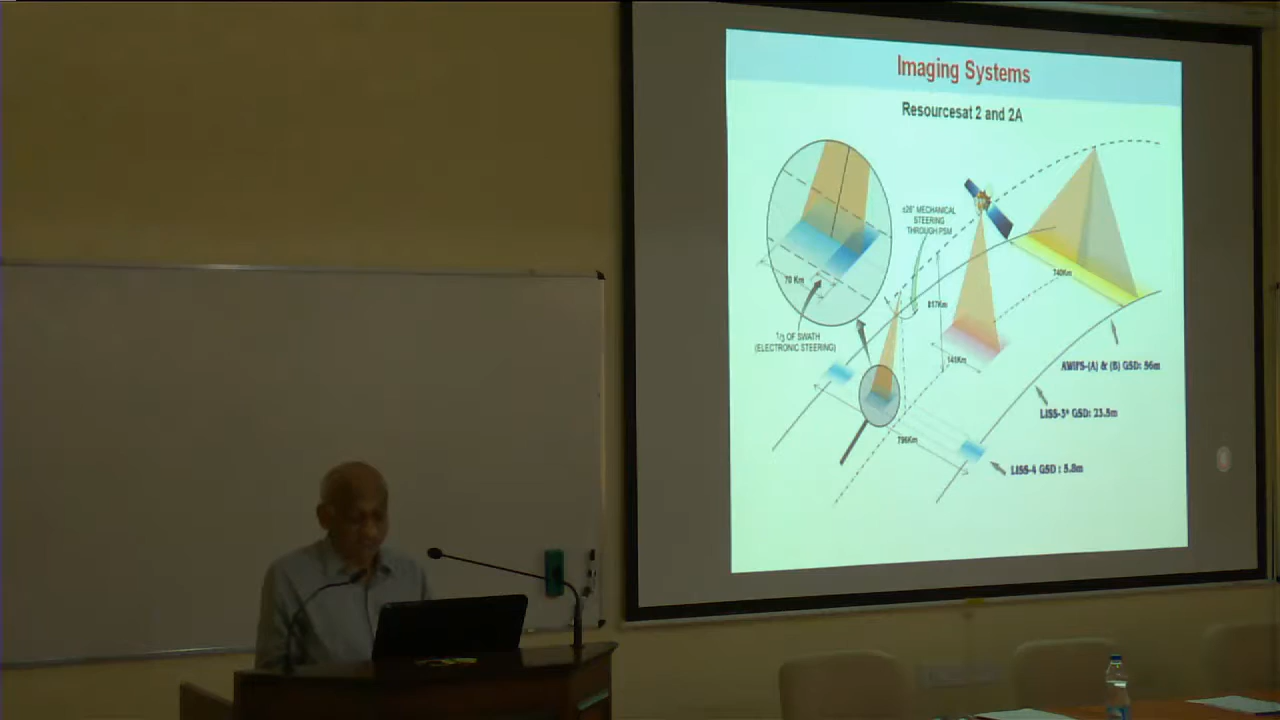 Imaging Systems
Resourcesat 2 and 2A
±26° MECHANICAL
STEERING
THROUGH PSM
740Km
70 Km
817Km
1/3 OF SWATH
(ELECTRONIC STEERING)
141Km
AWIFS-(A) & (B) GSD: 56m
LISS-3* GSD: 23.5m
796Km
LISS-4 GSD : 5.8m